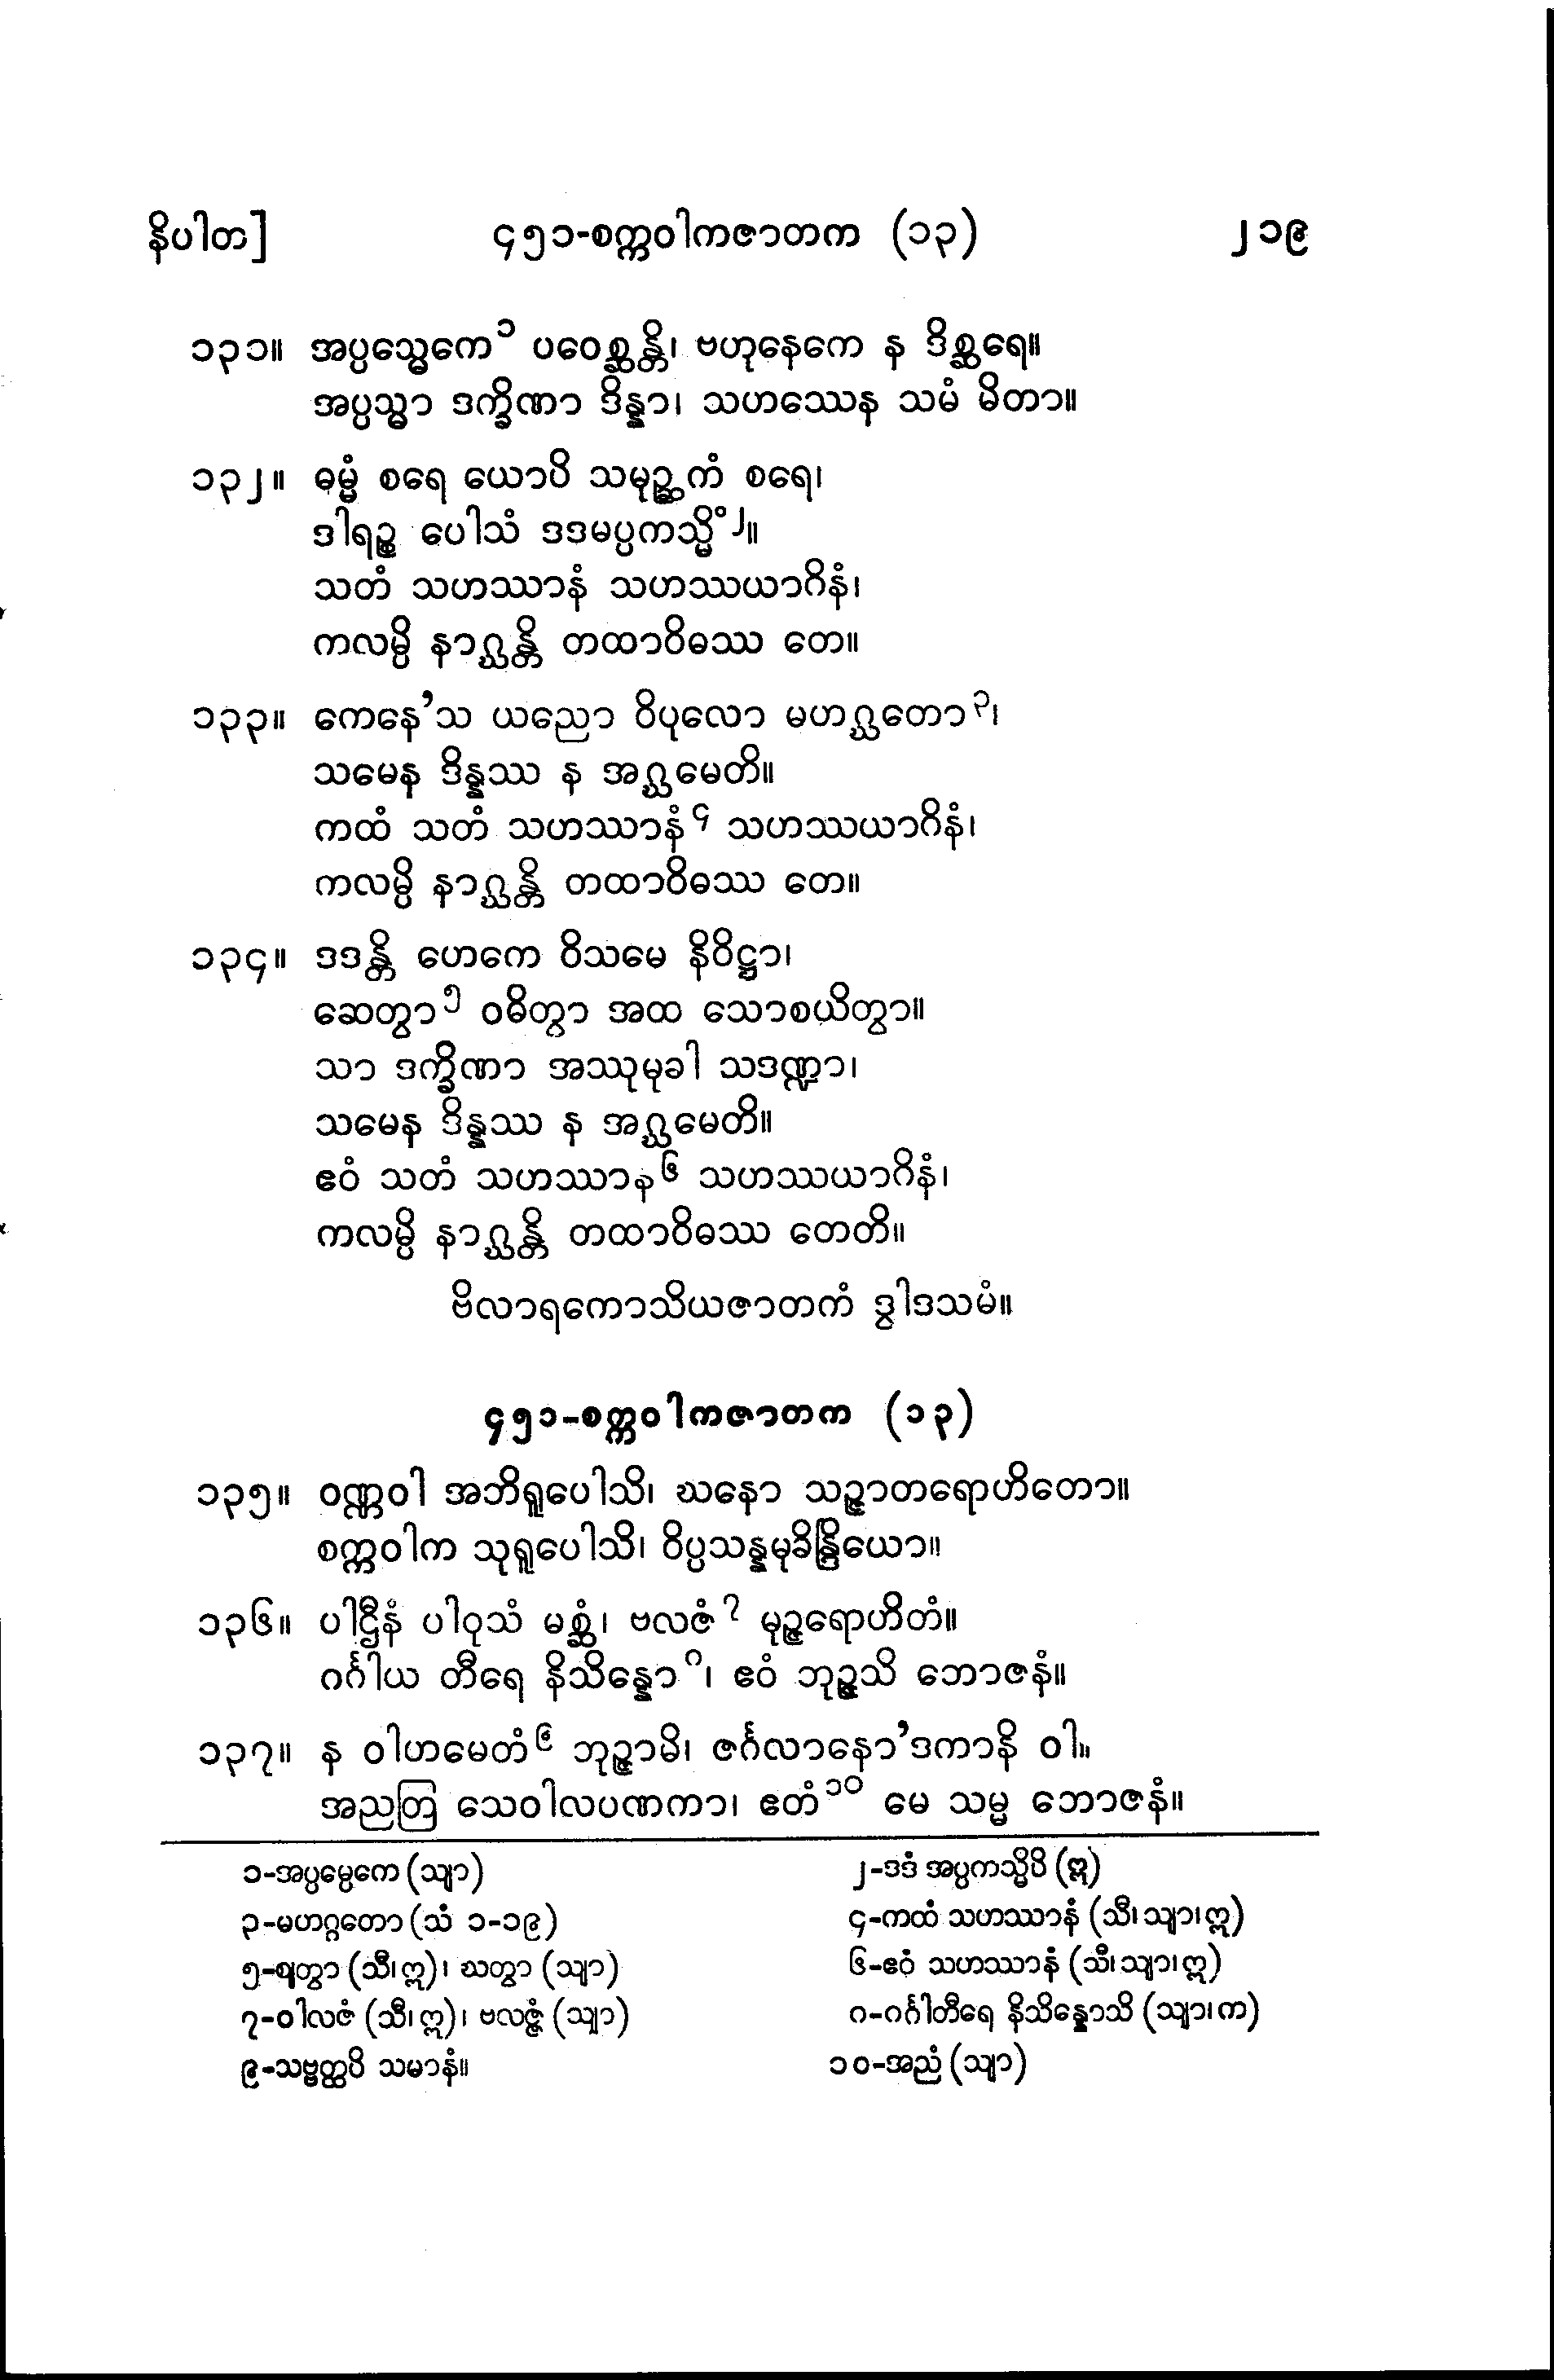 နိပါတ] ၄၅၁-စက္ကဝါကဇာတက (၁၃) ၂၁၉
၁၃၁။ အပ္ပသ္မေကေ၁ ပဝေစ္ဆန္တိ၊ ဗဟုနေကေ န ဒိစ္ဆရေ။
အပ္ပသ္မာ ဒက္ခိဏာ ဒိန္နာ၊ သဟဿေန သမံ မိတာ။
၁၃၂။ ဓမ္မံ စရေ ယောပိ သမုဉ္ဆကံ စရေ၊
ဒါရဉ္စ ပေါသံ ဒဒမပ္ပကသ္မိံ၂။
သတံ သဟဿာနံ သဟဿယာဂိနံ၊
ကလမ္ပိ နာဂ္ဃန္တိ တထာဝိဓဿ တေ။
၁၃၃။ ကေနေ’သ ယညော ဝိပုလော မဟဂ္ဃတော၃၊
သမေန ဒိန္နဿ န အဂ္ဃမေတိ။
ကထံ သတံ သဟဿာနံ၄ သဟဿယာဂိနံ၊
ကလမ္ပိ နာဂ္ဃန္တိ တထာဝိဓဿ တေ။
၁၃၄။ ဒဒန္တိ ဟေကေ ဝိသမေ နိဝိဋ္ဌာ၊
ဆေတွာ၅ ဝဓိတွာ အထ သောစယိတွာ။
သာ ဒက္ခိဏာ အဿုမုခါ သဒဏ္ဍာ၊
သမေန ဒိန္နဿ န အဂ္ဃမေတိ။
ဧဝံ သတံ သဟဿာန၆ သဟဿယာဂိနံ၊
ကလမ္ပိ နာဂ္ဃန္တိ တထာဝိဓဿ တေတိ။
ဗိလာရကောသိယဇာတကံ ဒွါဒသမံ။
၄၅၁-စက္ကဝါကဇာတက (၁၃)
၁၃၅။ ဝဏ္ဏဝါ အဘိရူပေါသိ၊ ဃနော သဉ္ဇာတရောဟိတော။
စက္ကဝါက သုရူပေါသိ၊ ဝိပ္ပသန္နမုခိန္ဒြိယော။
၁၃၆။ ပါဌီနံ ပါဝုသံ မစ္ဆံ၊ ဗလဇံ၇ မုဉ္ဇရောဟိတံ။
ဂင်္ဂါယ တီရေ နိသိန္နော၈၊ ဧဝံ ဘုဉ္ဇသိ ဘောဇနံ။
၁၃၇။ န ဝါဟမေတံ၉ ဘုဉ္ဇာမိ၊ ဇင်္ဂလာနော’ဒကာနိ ဝါ။
အညတြ သေဝါလပဏကာ၊ ဧတံ၁၀ မေ သမ္မ ဘောဇနံ။
၁-အပ္ပမ္ပေကေ (သျာ) ၂-ဒဒံ အပ္ပကသ္မိပိ (ဣ)
၃-မဟဂ္ဂတော (သံ ၁-၁၉) ၄-ကထံ သဟဿာနံ (သီ၊ သျာ၊ ဣ)
၅-ဈတွာ (သီ၊ ဣ)၊ ဃတွာ (သျာ) ၆-ဧဝံ သဟဿာနံ (သီ၊ သျာ၊ ဣ)
၇-ဝါလဇံ (သီ၊ ဣ)၊ ဗလဇ္ဇံ (သျာ) ၈-ဂင်္ဂါတီရေ နိသိန္နောသိ (သျာ၊ က)
၉-သဗ္ဗတ္ထပိ သမာနံ။ ၁၀-အညံ (သျာ)